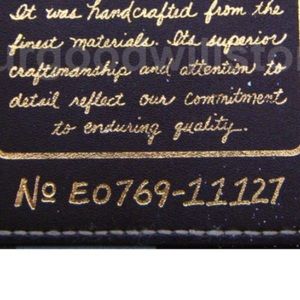 It was handcrafted from the
finest materials. Its superior
craftsmanship and attention to
detail reflect our commitment
to enduring quality.
No E0769-11127